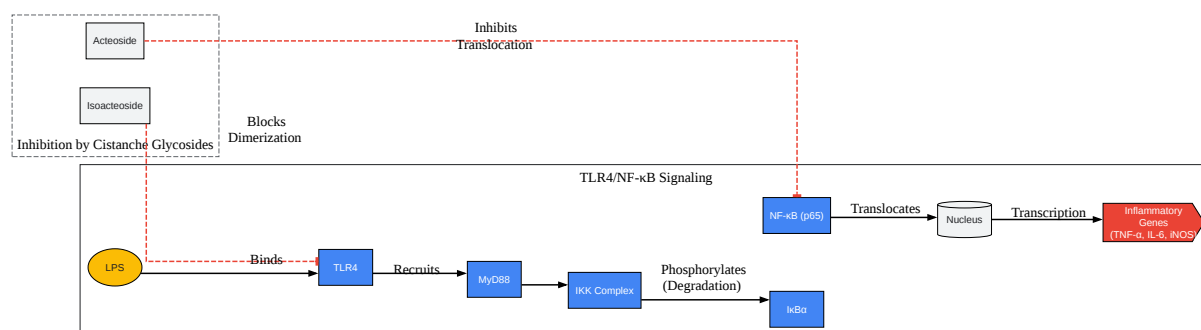 Acteoside
Inhibits
Translocation
Isoacteoside
Blocks
Dimerization
Inhibition by Cistanche Glycosides
TLR4/NF-κB Signaling
NF-κB (p65)
Translocates
Nucleus
Transcription
Inflammatory
Genes
(TNF-α, IL-6, iNOS)
LPS
Binds
TLR4
Recruits
MyD88
IKK Complex
Phosphorylates
(Degradation)
IκBα